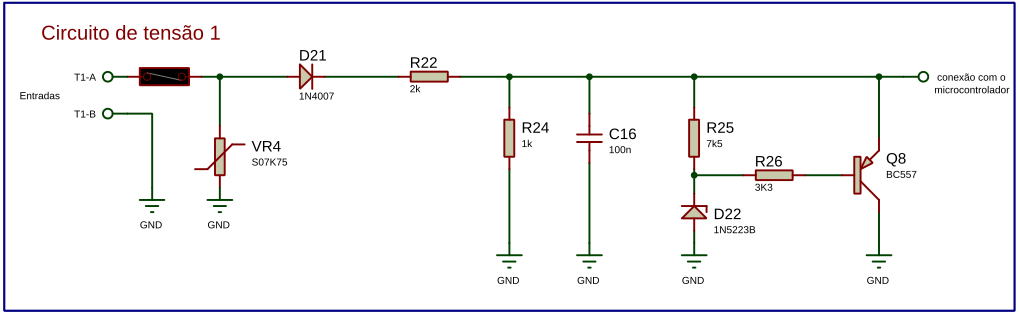 Circuito de tensão 1
T1-A
Entradas
T1-B
GND
VR4
S07K75
GND
D21
1N4007
R22
2k
R24
1k
GND
C16
100n
GND
R25
7k5
D22
1N5223B
GND
R26
3K3
Q8
BC557
GND
conexão com o
microcontrolador